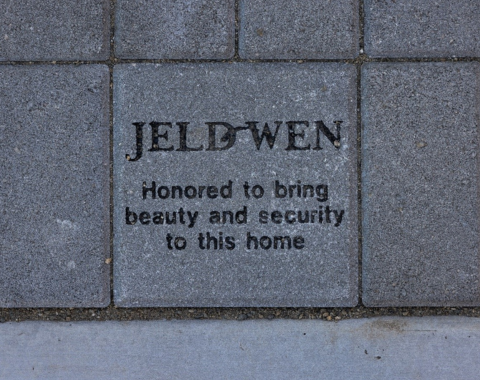 JELD-WEN
Honored to bring
beauty and security
to this home